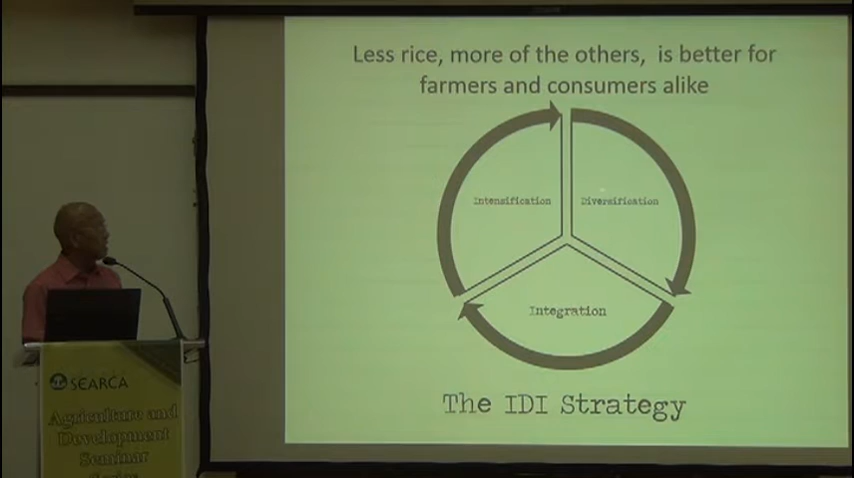 Less rice, more of the others, is better for
farmers and consumers alike
Intensification
Diversification
Integration
The IDI Strategy
SEARCA
Agriculture and
Development
Seminar
Series